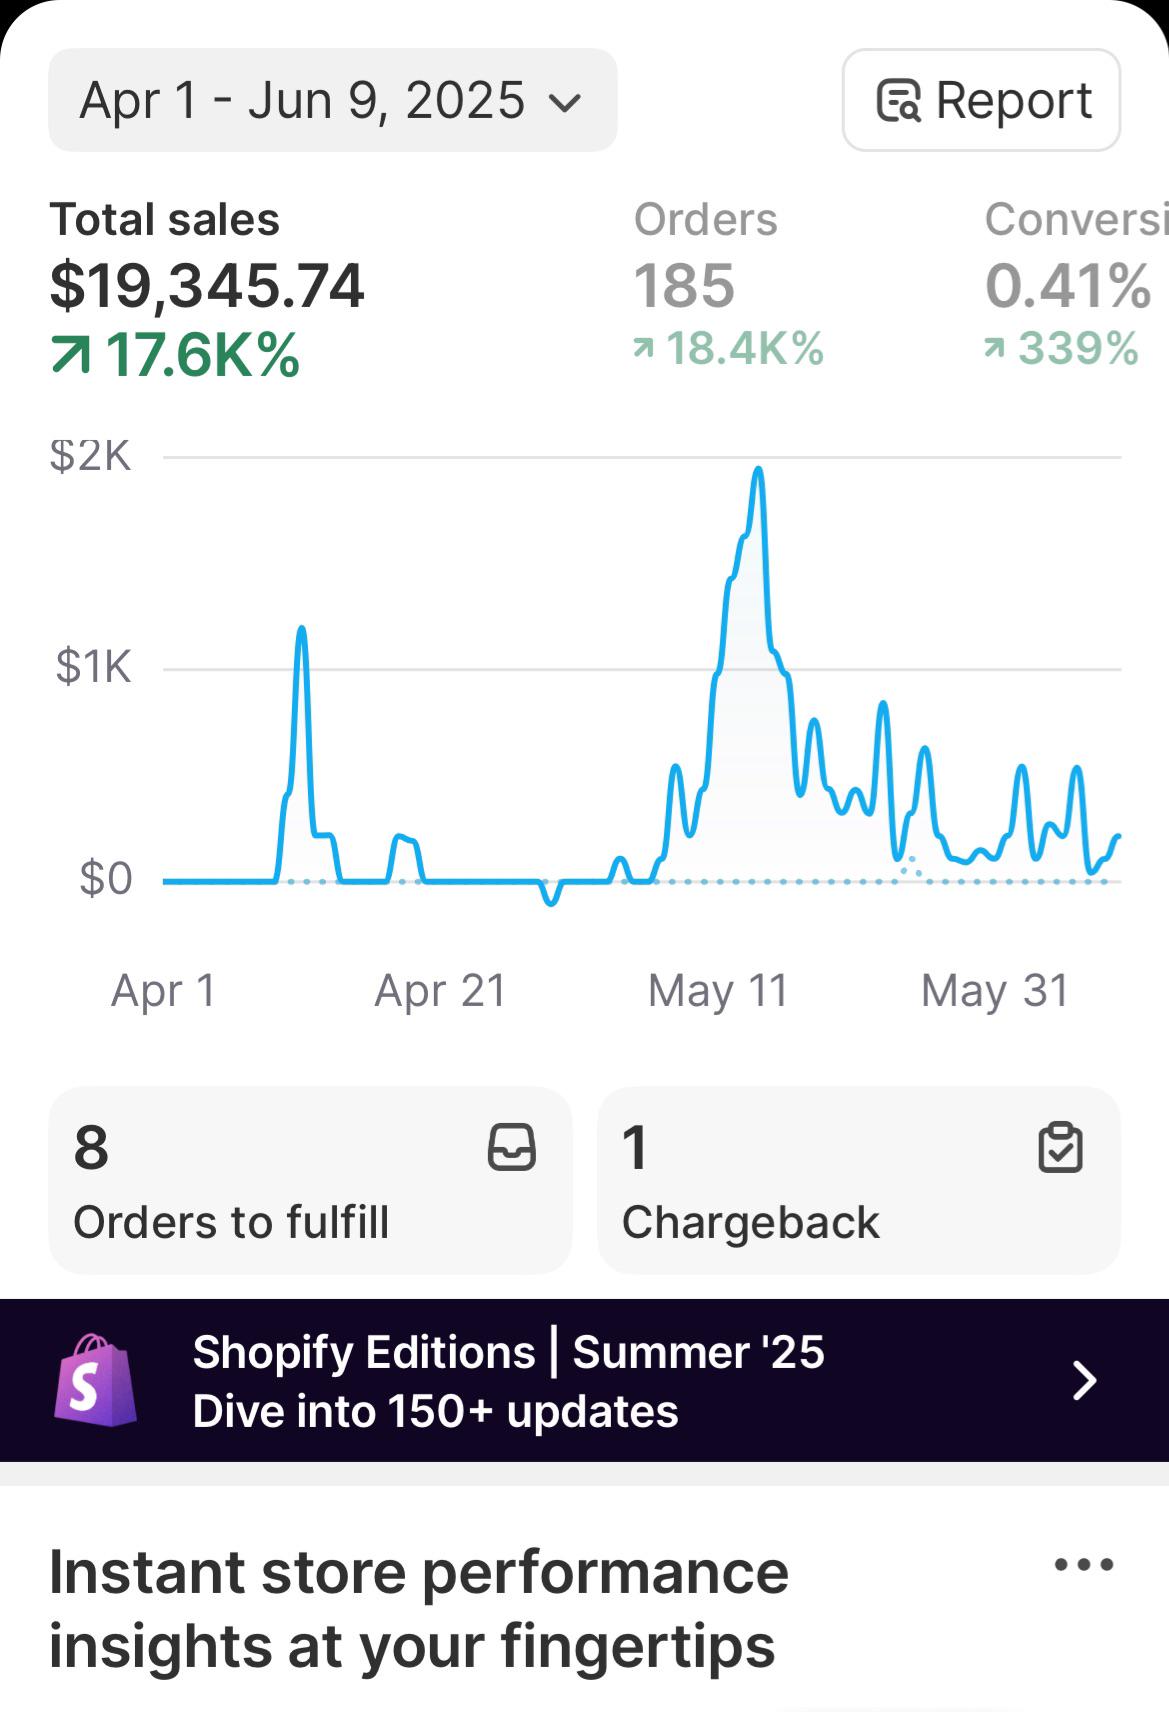 Apr 1 - Jun 9, 2025
Report
Total sales
$19,345.74
17.6K%
Orders
185
18.4K%
Conversi
0.41%
339%
$2K
$1K
$0
Apr 1
Apr 21
May 11
May 31
8
Orders to fulfill
1
Chargeback
S
Shopify Editions | Summer '25
Dive into 150+ updates
Instant store performance
insights at your fingertips